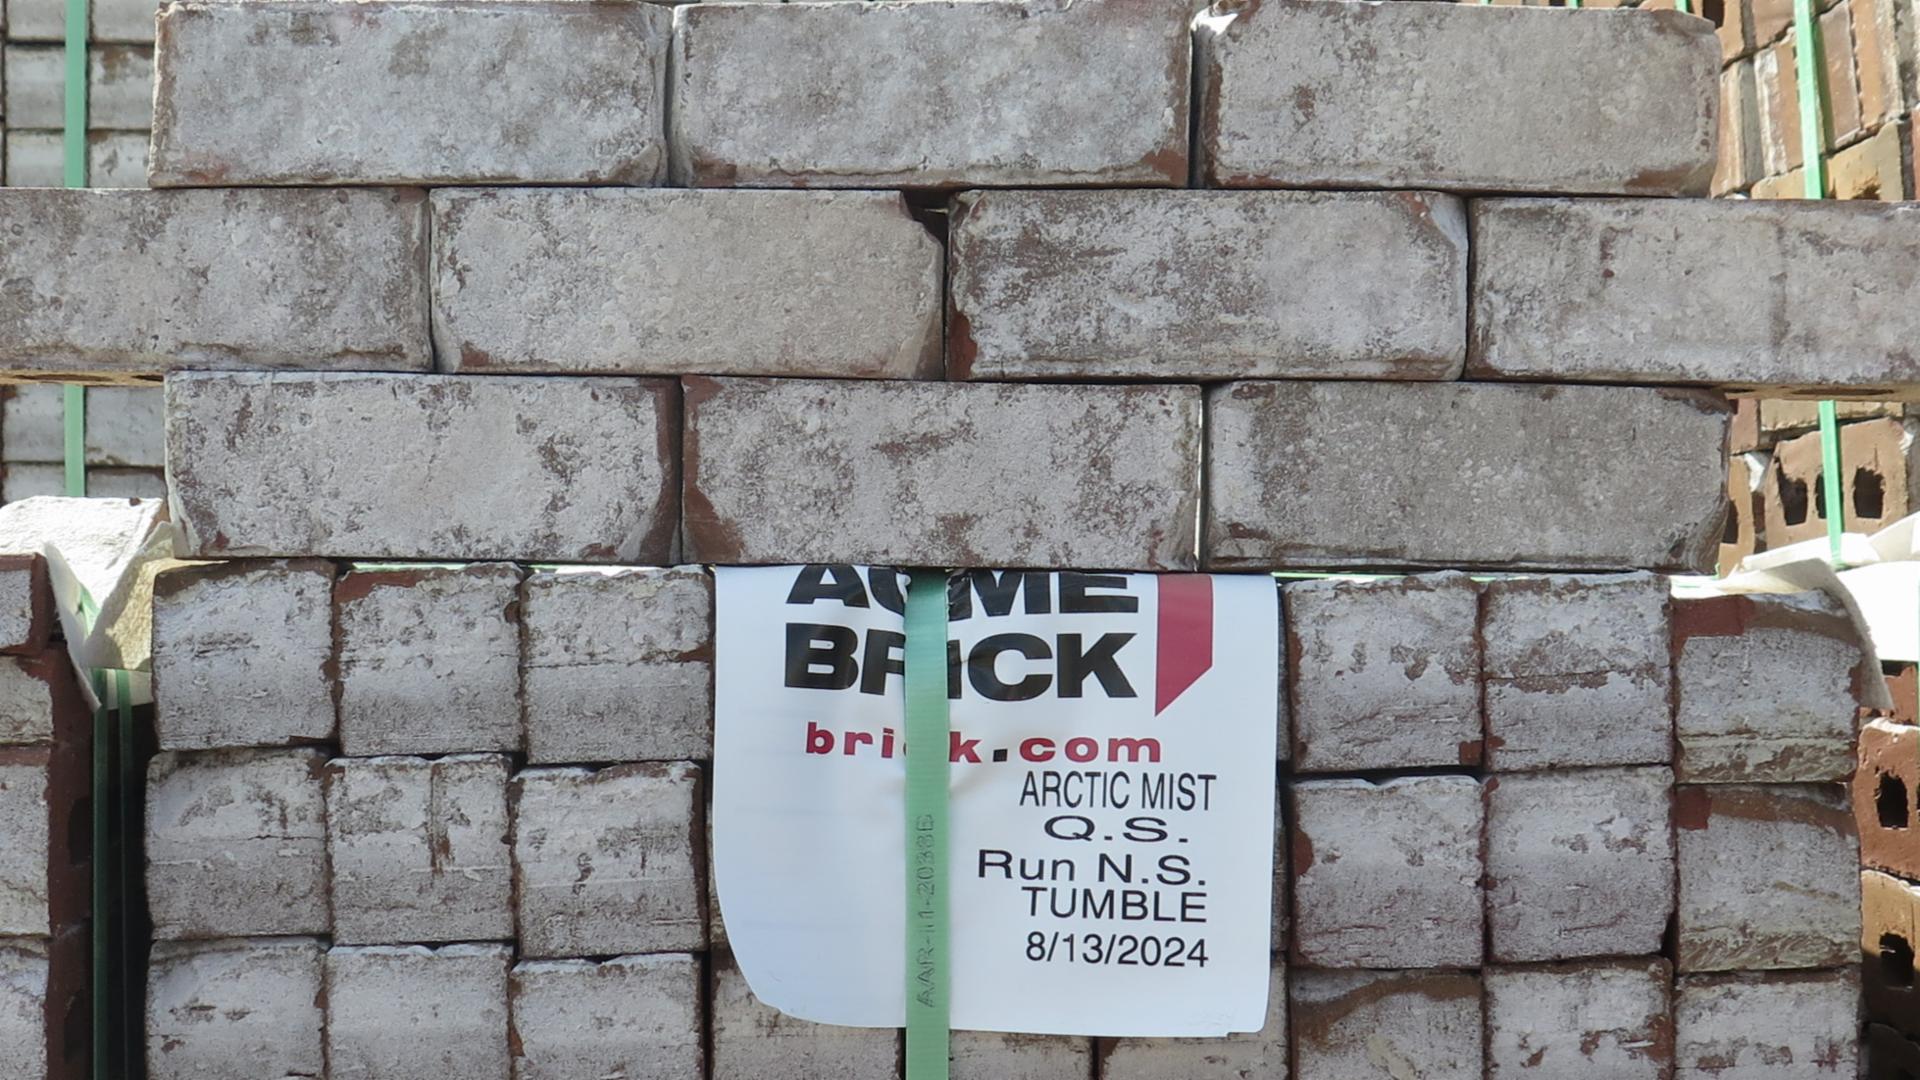 ACME
BRICK
brick.com
ARCTIC MIST
Q.S.
Run N.S.
TUMBLE
8/13/2024